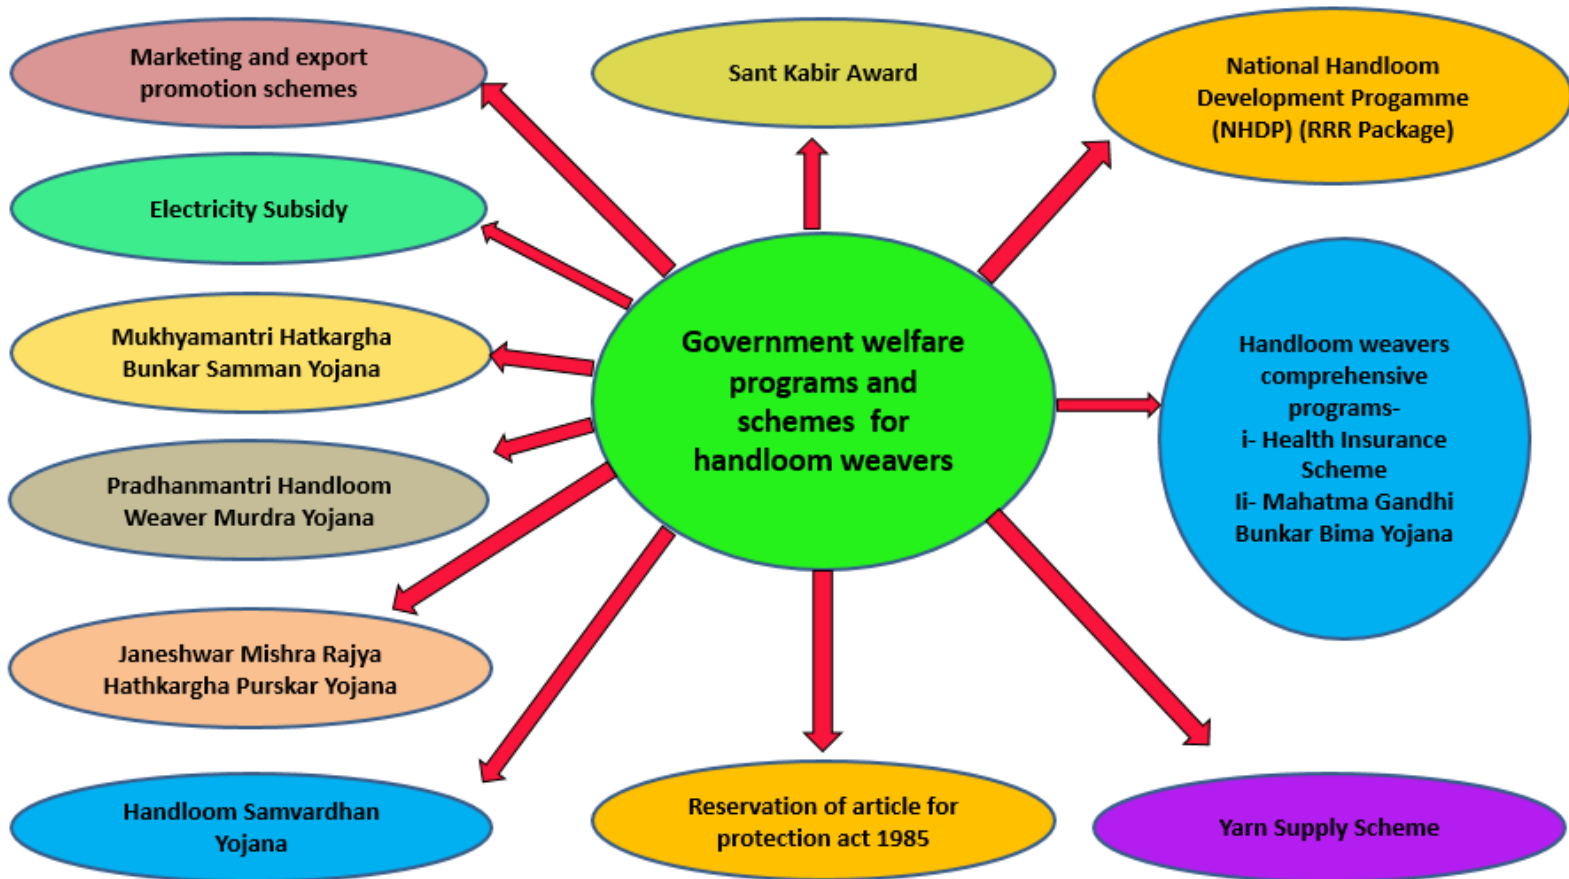 Marketing and export
promotion schemes
Sant Kabir Award
National Handloom
Development Progamme
(NHDP) (RRR Package)
Electricity Subsidy
Mukhyamantri Hatkargha
Bunkar Samman Yojana
Government welfare
programs and
schemes for
handloom weavers
Handloom weavers
comprehensive
programs-
i- Health Insurance
Scheme
Ii- Mahatma Gandhi
Bunkar Bima Yojana
Pradhanmantri Handloom
Weaver Murdra Yojana
Janeshwar Mishra Rajya
Hathkargha Purskar Yojana
Handloom Samvardhan
Yojana
Reservation of article for
protection act 1985
Yarn Supply Scheme